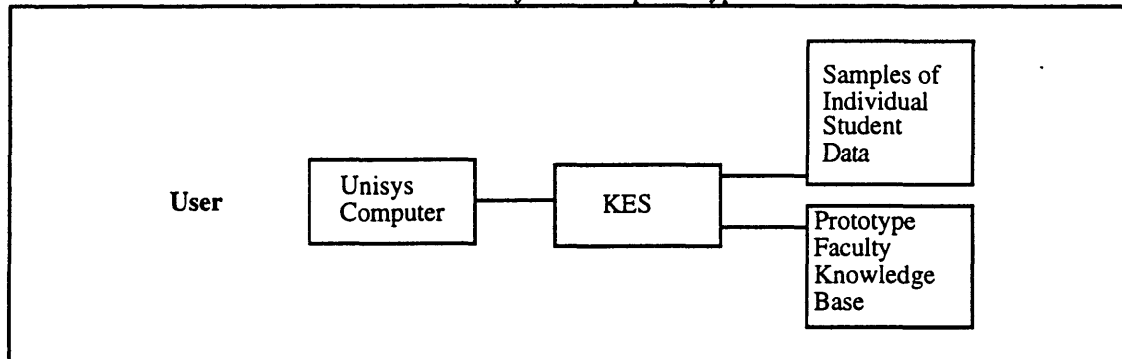 User
Unisys
Computer
KES
Samples of
Individual
Student
Data
Prototype
Faculty
Knowledge
Base